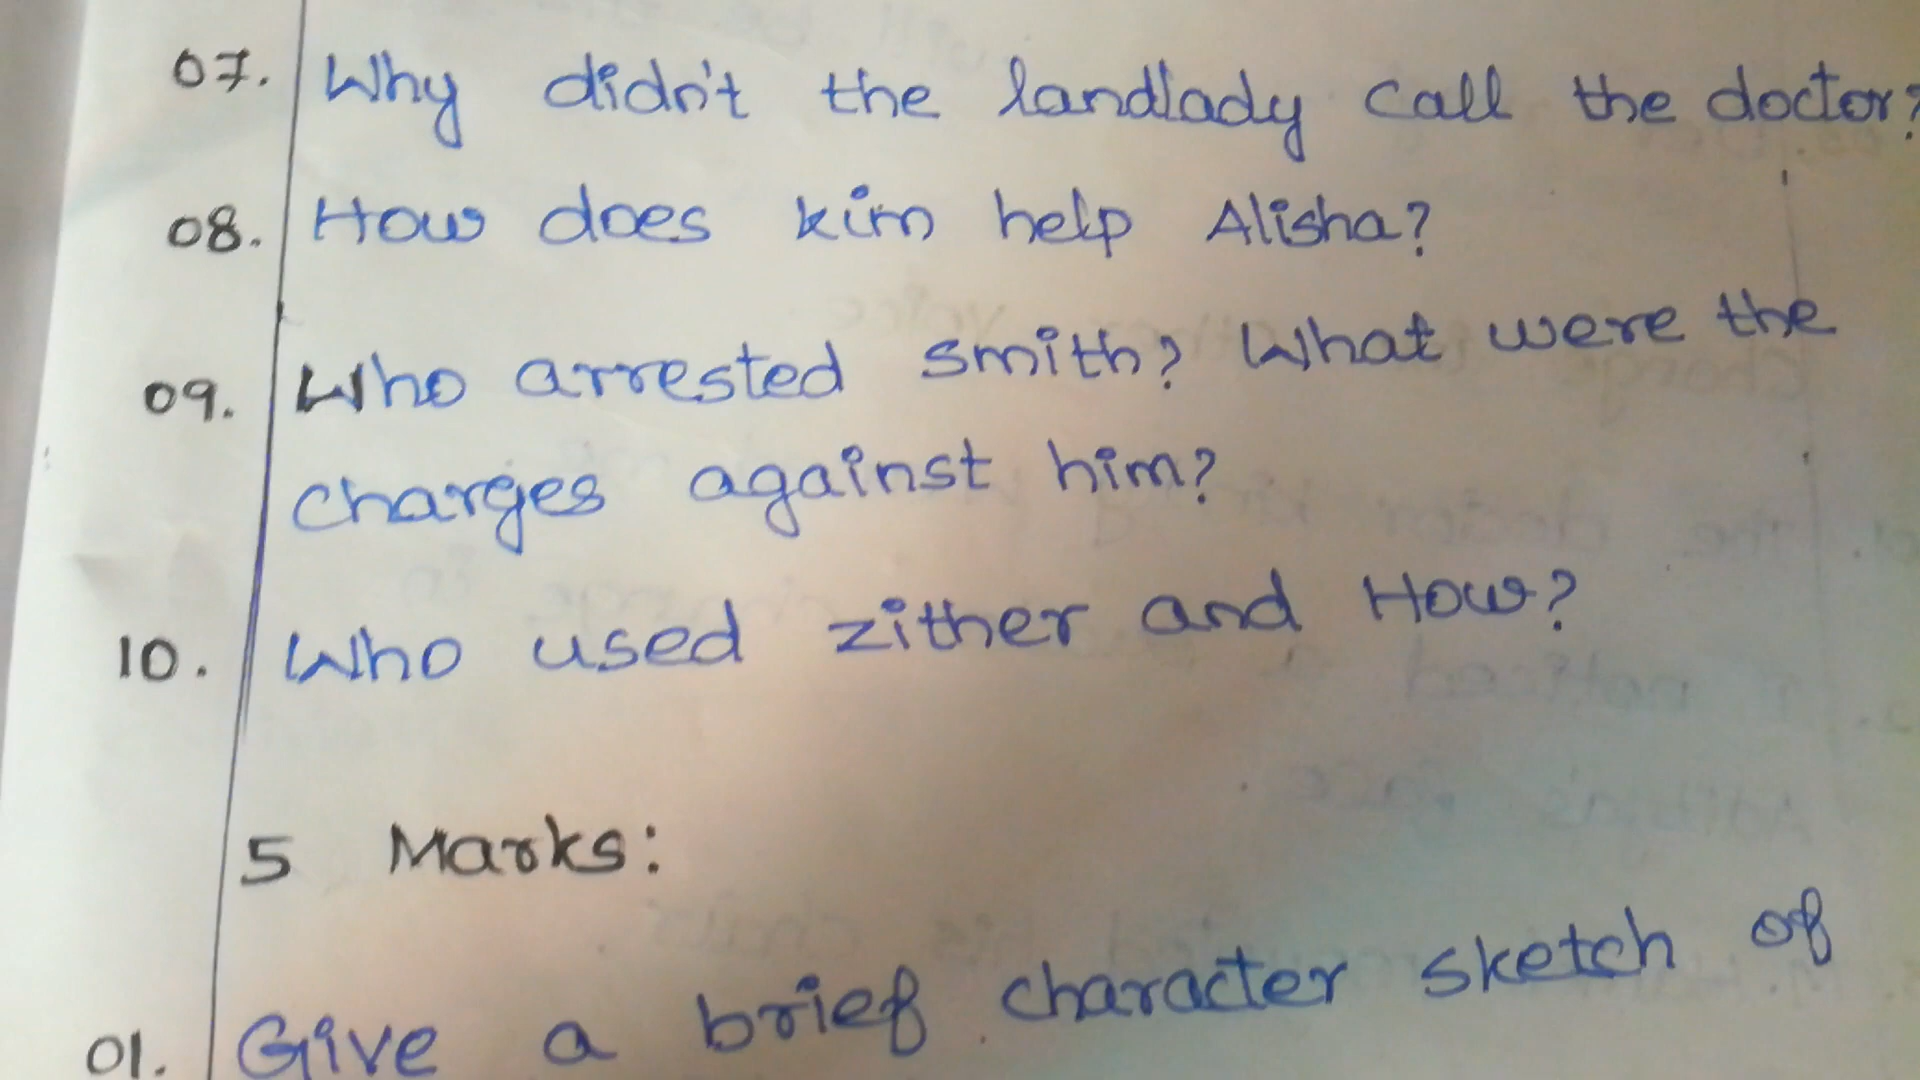 07. Why didn't the landlady call the doctor?
08. How does kim help Alisha?
09. Who arrested smith? What were the
charges against him?
10. Who used zither and How?
5 Marks:
01. Give a brief character sketch of